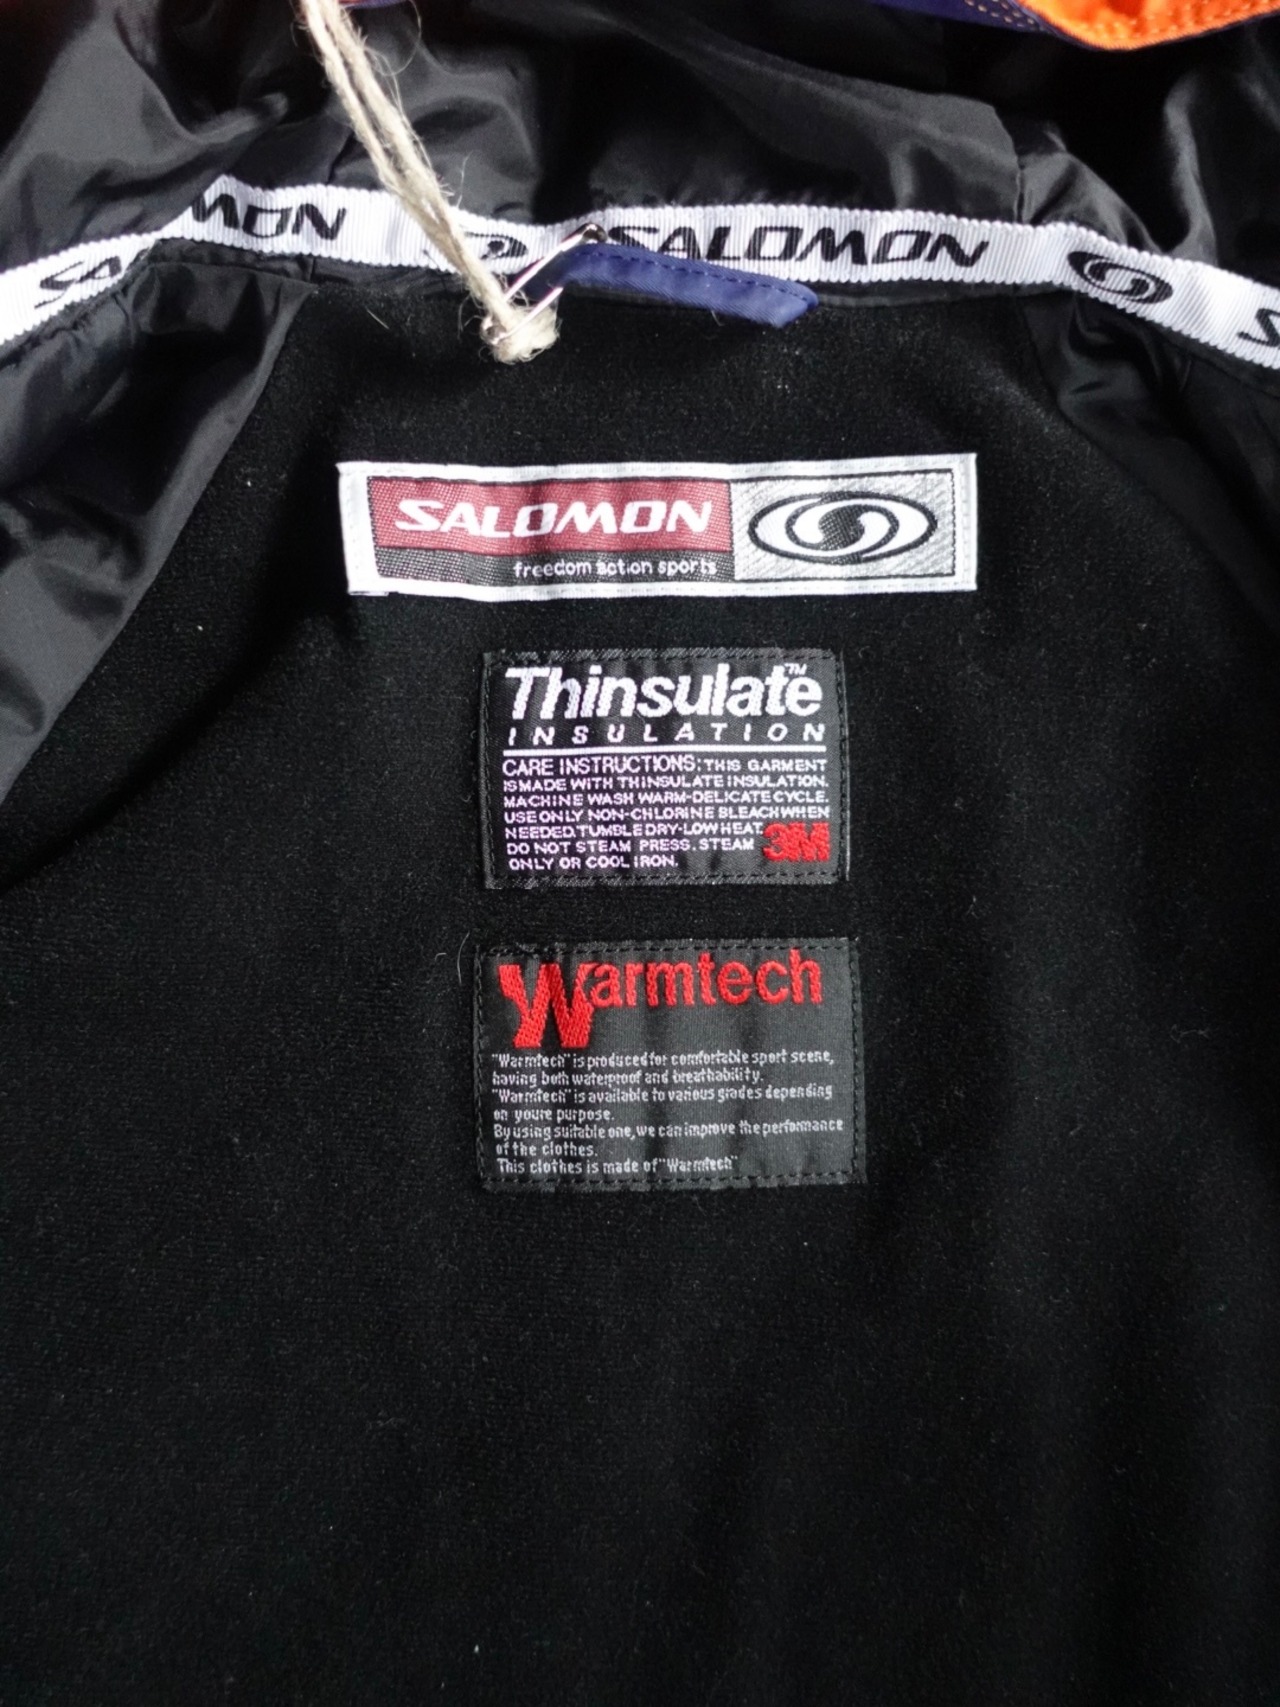 SALOMON
SALOMON
SALOMON
freedom action sports
Thinsulate™
INSULATION
CARE INSTRUCTIONS: THIS GARMENT
IS MADE WITH THINSULATE INSULATION.
MACHINE WASH WARM-DELICATE CYCLE.
USE ONLY NON-CHLORINE BLEACH WHEN
NEEDED. TUMBLE DRY-LOW HEAT.
DO NOT STEAM PRESS. STEAM
ONLY OR COOL IRON.
3M
Warmtech
"Warmtech" is produced for comfortable sport scene,
having both waterproof and breathability.
"Warmtech" is available to various grades depending
on youre purpose.
By using suitable one, we can improve the performance
of the clothes.
This clothes is made of "Warmtech"